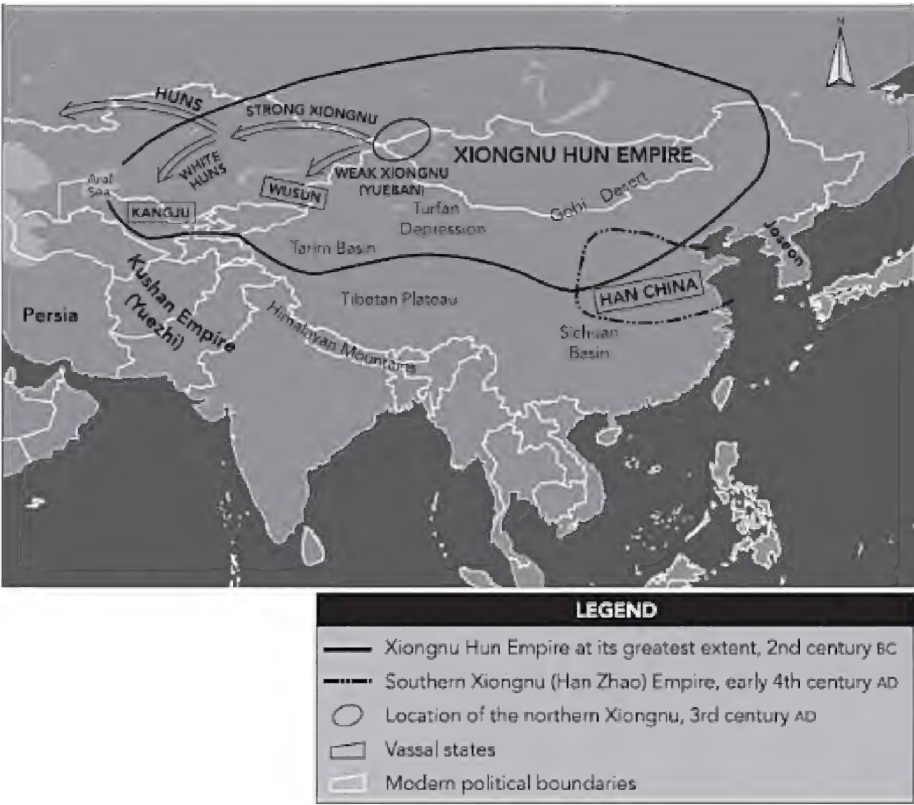 N
HUNS
STRONG XIONGNU
WHITE
HUNS
XIONGNU HUN EMPIRE
WEAK XIONGNU
(YUEBAN)
Aral
Sea
WUSUN
KANGJU
Turfan
Depression
Gobi Desert
Tarim Basin
Joseon
Kushan Empire
(Yuezhi)
Persia
Tibetan Plateau
HAN CHINA
Himalayan Mountains
Sichuan
Basin
LEGEND
Xiongnu Hun Empire at its greatest extent, 2nd century BC
Southern Xiongnu (Han Zhao) Empire, early 4th century AD
Location of the northern Xiongnu, 3rd century AD
Vassal states
Modern political boundaries